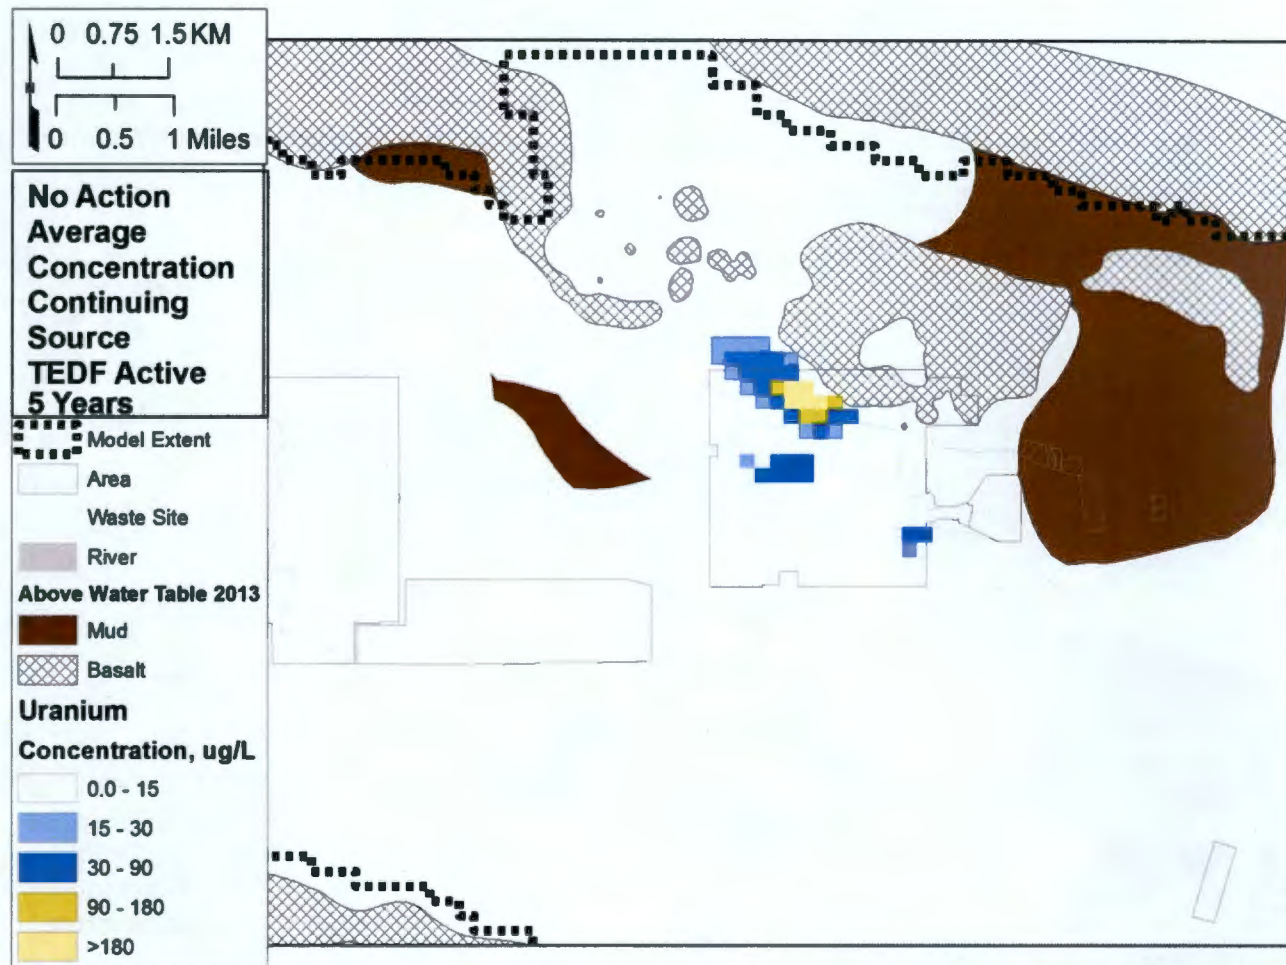 0 0.75 1.5 KM
0 0.5 1 Miles
No Action
Average
Concentration
Continuing
Source
TEDF Active
5 Years
Model Extent
Area
Waste Site
River
Above Water Table 2013
Mud
Basalt
Uranium
Concentration, ug/L
0.0 - 15
15 - 30
30 - 90
90 - 180
>180